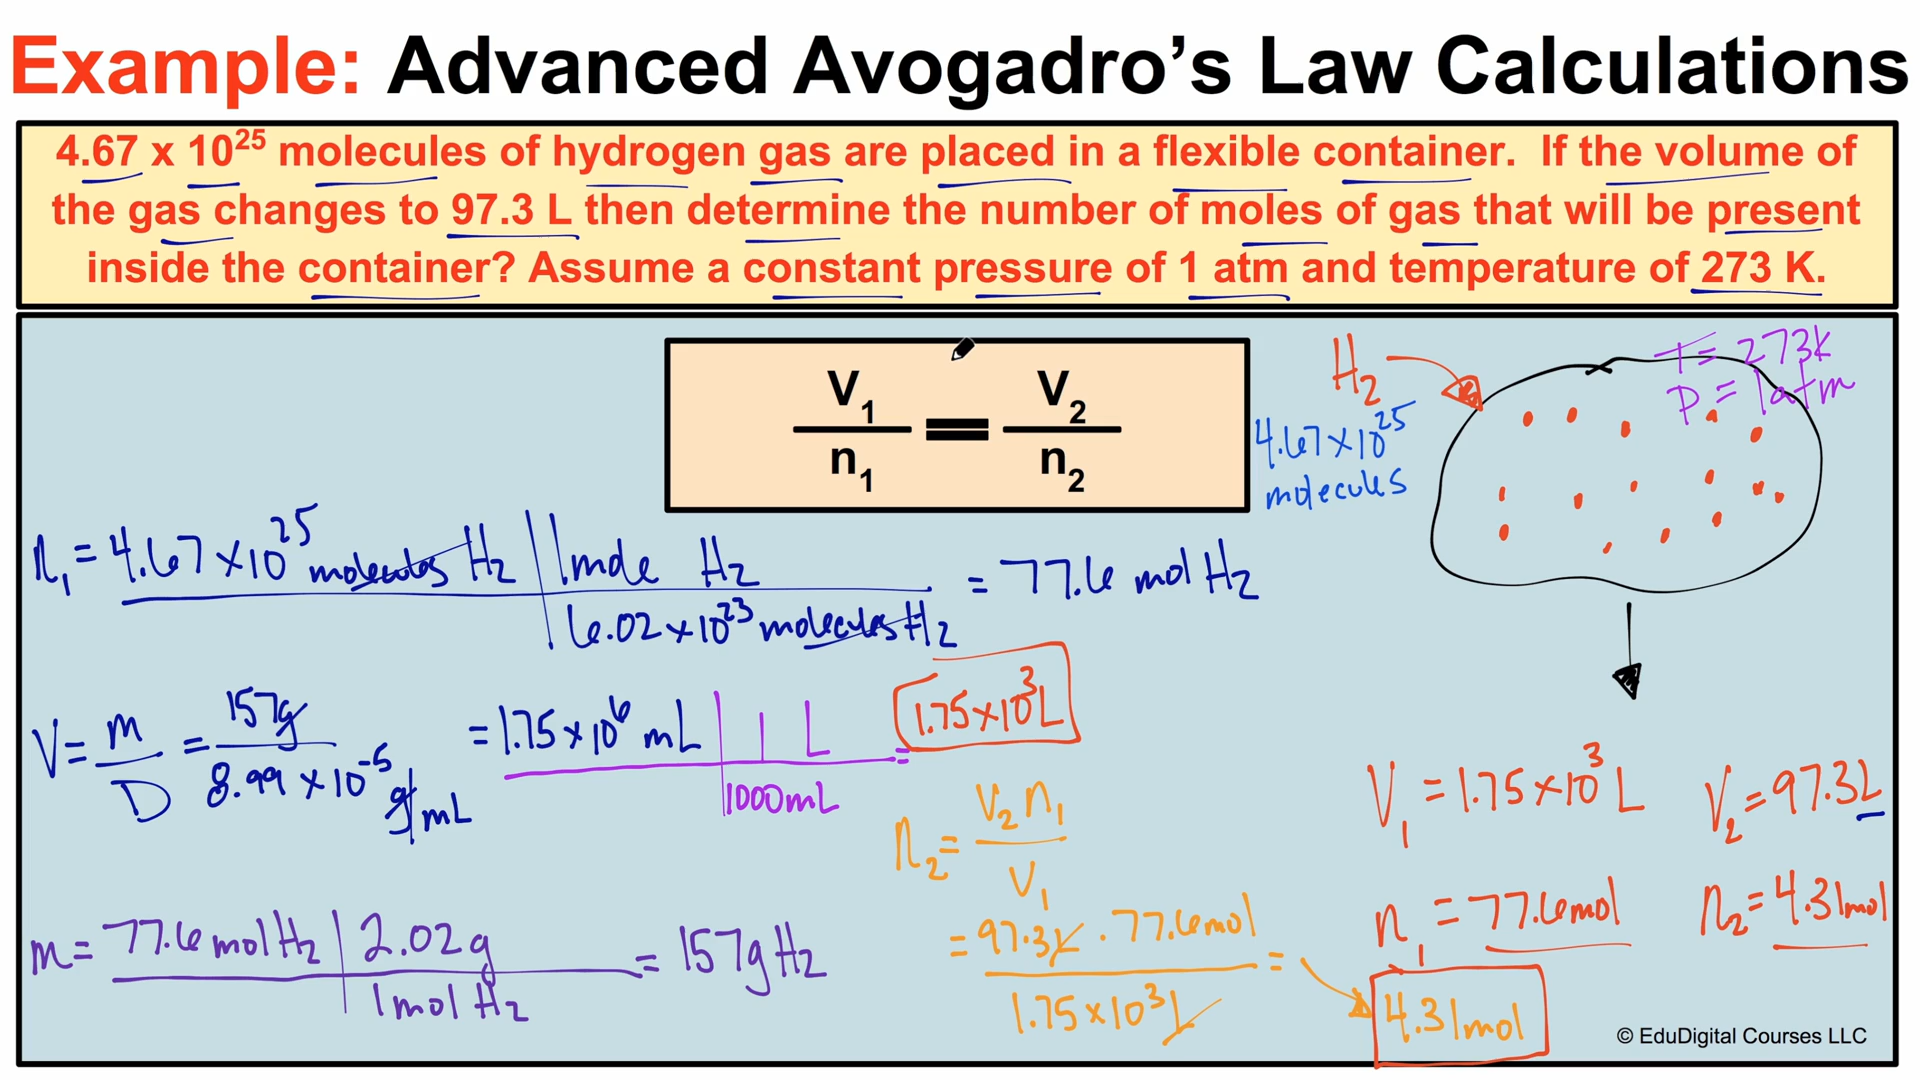 Example: Advanced Avogadro's Law Calculations
4.67 x 10²⁵ molecules of hydrogen gas are placed in a flexible container. If the volume of
the gas changes to 97.3 L then determine the number of moles of gas that will be present
inside the container? Assume a constant pressure of 1 atm and temperature of 273 K.
V₁ / n₁ = V₂ / n₂
H₂
T = 273K
P = 1atm
4.67 x 10²⁵
molecules
n₁ = 4.67 x 10²⁵ molecules H₂ | 1 mole H₂ = 77.6 mol H₂
6.02 x 10²³ molecules H₂
V = m / D = 157g / 8.99 x 10⁻⁵ g/mL = 1.75 x 10⁶ mL | 1 L / 1000mL = 1.75 x 10³ L
m = 77.6 mol H₂ | 2.02g / 1 mol H₂ = 157g H₂
n₂ = V₂ n₁ / V₁
= 97.3L · 77.6mol / 1.75 x 10³ L =
4.31mol
V₁ = 1.75 x 10³ L
V₂ = 97.3L
n₁ = 77.6mol
n₂ = 4.31mol
© EduDigital Courses LLC